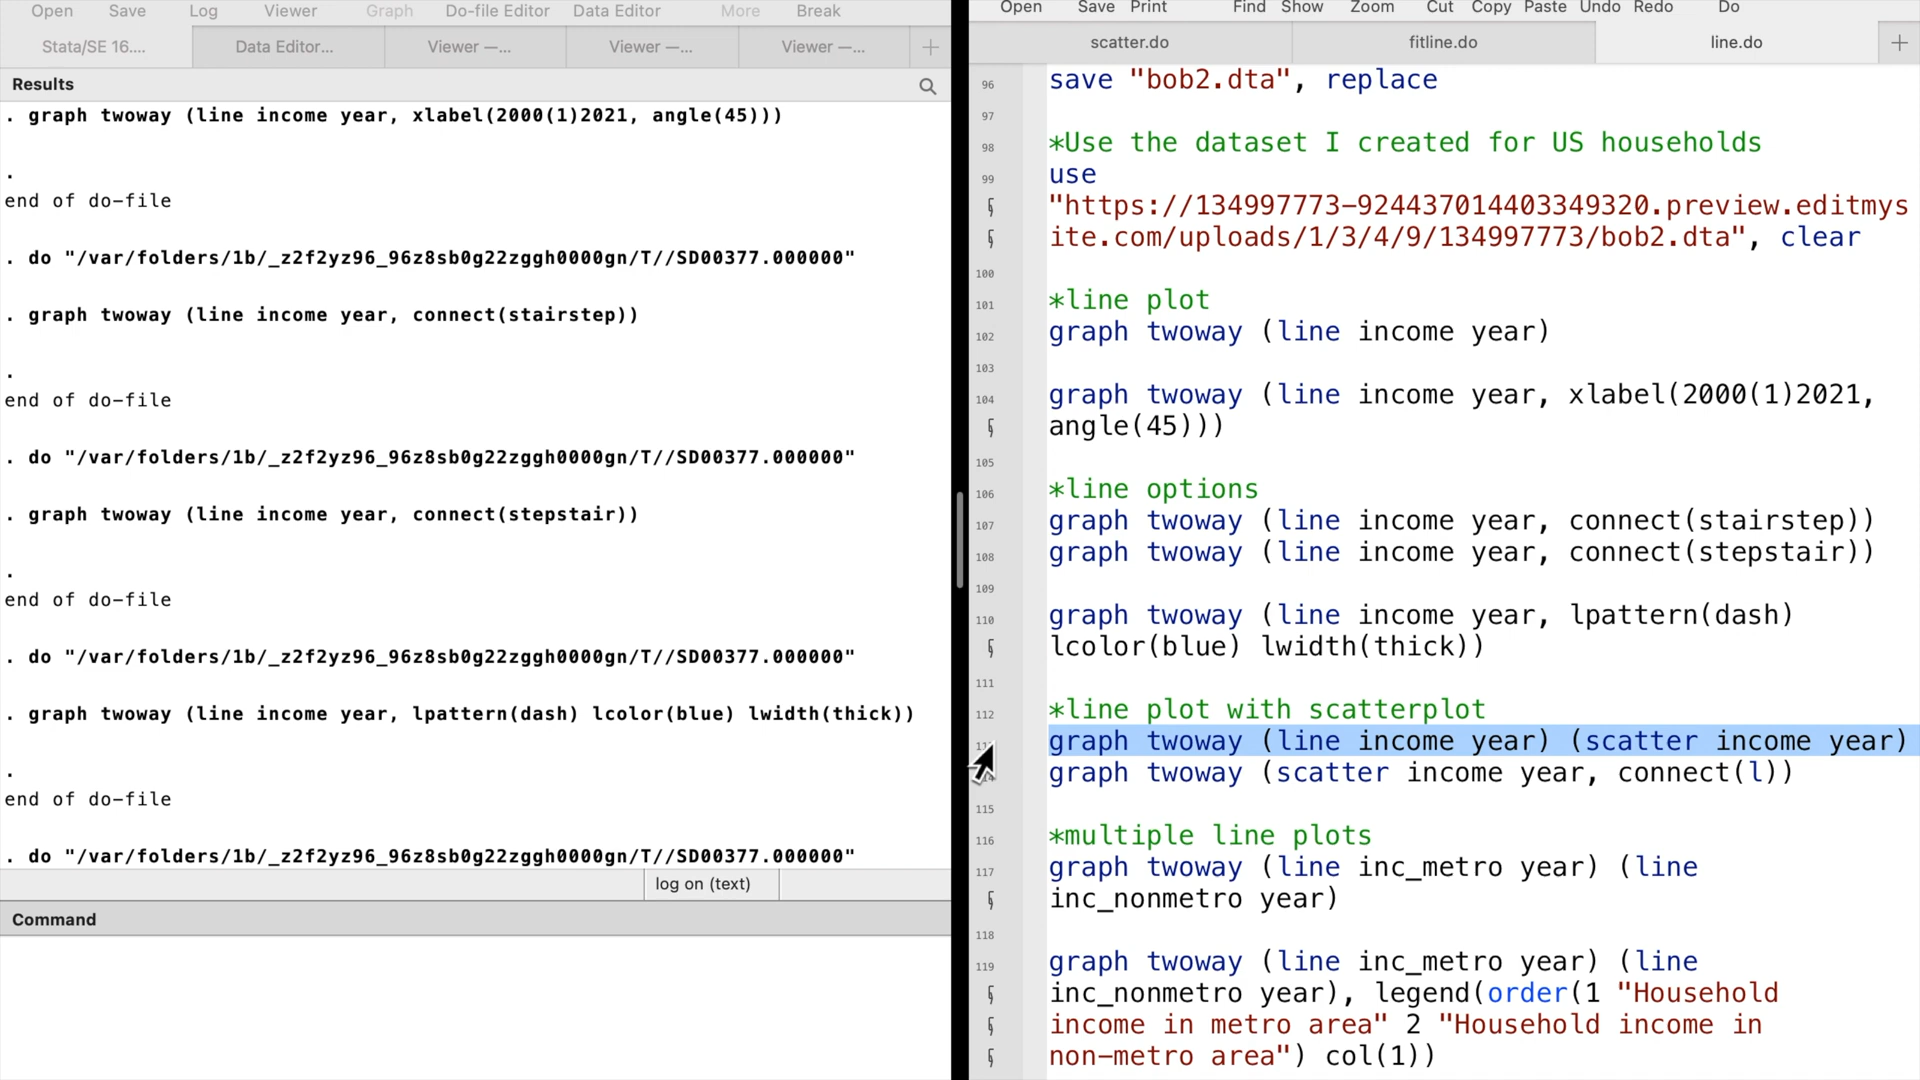 Open Save Log Viewer Graph Do-file Editor Data Editor More Break
Stata/SE 16.... Data Editor... Viewer —... Viewer —... Viewer —... +
Results
. graph twoway (line income year, xlabel(2000(1)2021, angle(45)))
.
end of do-file
. do "/var/folders/1b/_z2f2yz96_96z8sb0g22zggh0000gn/T//SD00377.000000"
. graph twoway (line income year, connect(stairstep))
.
end of do-file
. do "/var/folders/1b/_z2f2yz96_96z8sb0g22zggh0000gn/T//SD00377.000000"
. graph twoway (line income year, connect(stepstair))
.
end of do-file
. do "/var/folders/1b/_z2f2yz96_96z8sb0g22zggh0000gn/T//SD00377.000000"
. graph twoway (line income year, lpattern(dash) lcolor(blue) lwidth(thick))
.
end of do-file
. do "/var/folders/1b/_z2f2yz96_96z8sb0g22zggh0000gn/T//SD00377.000000"
log on (text)
Command
Open Save Print Find Show Zoom Cut Copy Paste Undo Redo Do
scatter.do fitline.do line.do +
96 save "bob2.dta", replace
97
98 *Use the dataset I created for US households
99 use
"https://134997773-924437014403349320.preview.editmys
ite.com/uploads/1/3/4/9/134997773/bob2.dta", clear
100
101 *line plot
102 graph twoway (line income year)
103
104 graph twoway (line income year, xlabel(2000(1)2021,
angle(45)))
105
106 *line options
107 graph twoway (line income year, connect(stairstep))
108 graph twoway (line income year, connect(stepstair))
109
110 graph twoway (line income year, lpattern(dash)
lcolor(blue) lwidth(thick))
111
112 *line plot with scatterplot
graph twoway (line income year) (scatter income year)
graph twoway (scatter income year, connect(l))
115
116 *multiple line plots
117 graph twoway (line inc_metro year) (line
inc_nonmetro year)
118
119 graph twoway (line inc_metro year) (line
inc_nonmetro year), legend(order(1 "Household
income in metro area" 2 "Household income in
non-metro area") col(1))